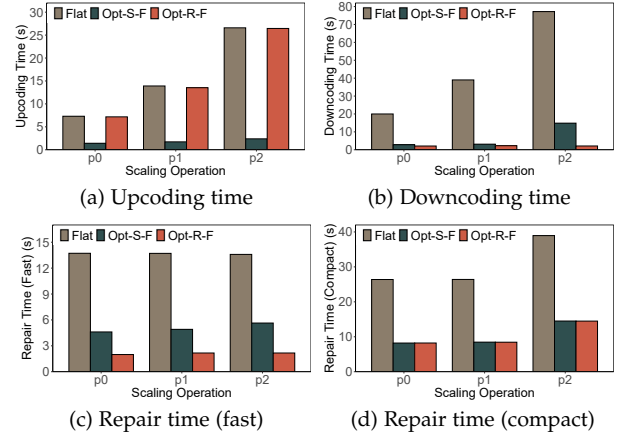 Flat Opt-S-F Opt-R-F
Upcoding Time (s)
30
25
20
15
10
5
0
p0 p1 p2
Scaling Operation
(a) Upcoding time
Flat Opt-S-F Opt-R-F
Downcoding Time (s)
80
70
60
50
40
30
20
10
0
p0 p1 p2
Scaling Operation
(b) Downcoding time
Flat Opt-S-F Opt-R-F
Repair Time (Fast) (s)
15
12
9
6
3
0
p0 p1 p2
Scaling Operation
(c) Repair time (fast)
Flat Opt-S-F Opt-R-F
Repair Time (Compact) (s)
40
30
20
10
0
p0 p1 p2
Scaling Operation
(d) Repair time (compact)